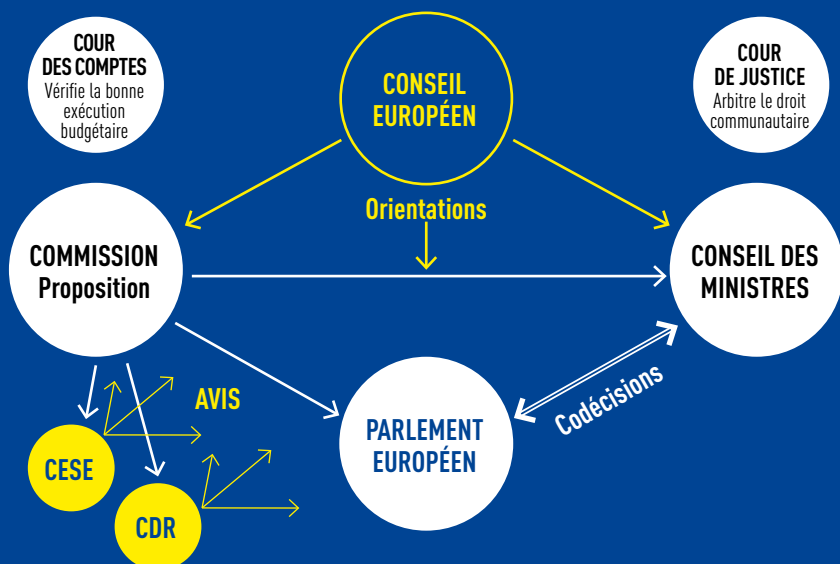 COUR
DES COMPTES
Vérifie la bonne
exécution
budgétaire
CONSEIL
EUROPÉEN
COUR
DE JUSTICE
Arbitre le droit
communautaire
Orientations
COMMISSION
Proposition
CONSEIL DES
MINISTRES
AVIS
Codécisions
PARLEMENT
EUROPÉEN
CESE
CDR